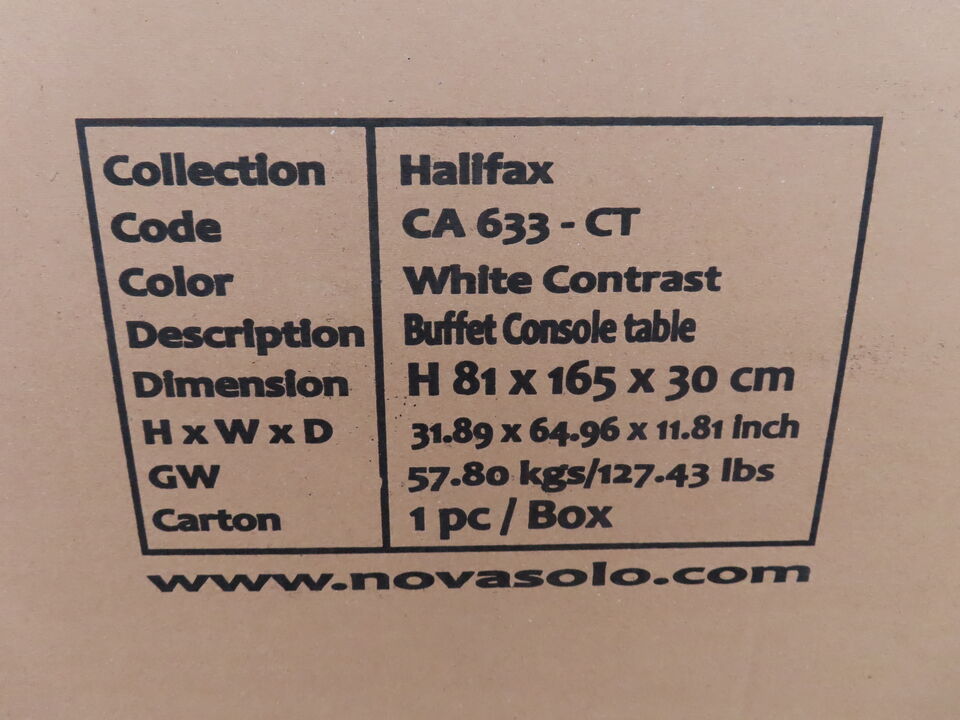 Collection Halifax
Code CA 633 - CT
Color White Contrast
Description Buffet Console table
Dimension H 81 x 165 x 30 cm
H x W x D 31.89 x 64.96 x 11.81 inch
GW 57.80 kgs/127.43 lbs
Carton 1 pc / Box
www.novasolo.com